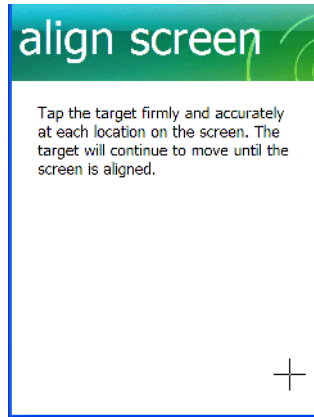 align screen
Tap the target firmly and accurately
at each location on the screen. The
target will continue to move until the
screen is aligned.